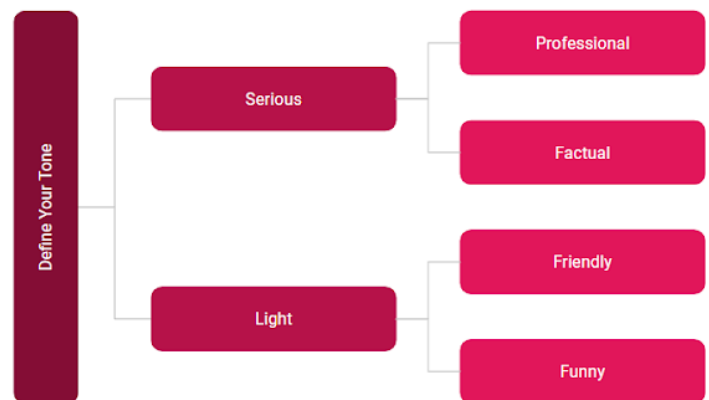 Define Your Tone
Serious
Professional
Factual
Light
Friendly
Funny